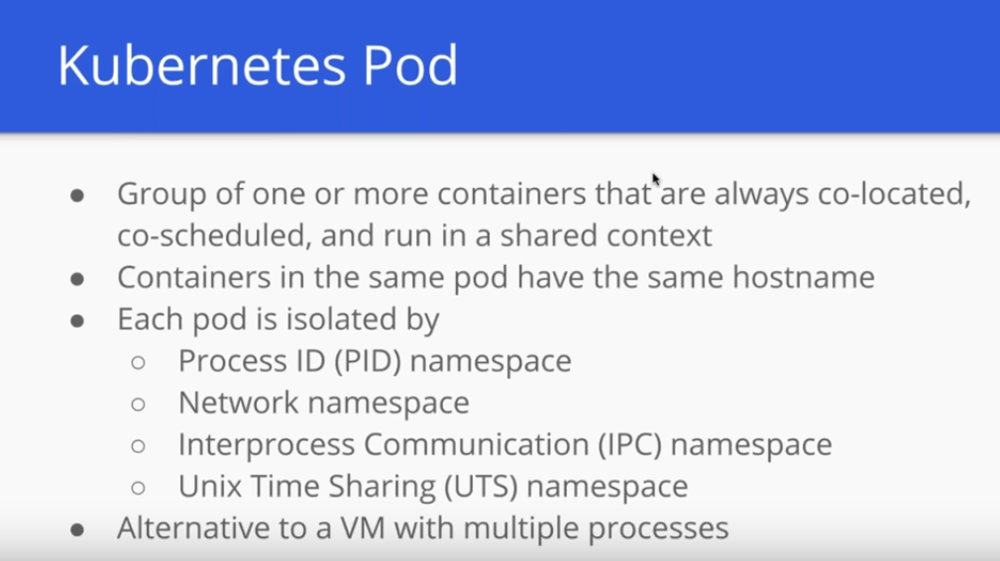 Kubernetes Pod
● Group of one or more containers that are always co-located,
co-scheduled, and run in a shared context
● Containers in the same pod have the same hostname
● Each pod is isolated by
○ Process ID (PID) namespace
○ Network namespace
○ Interprocess Communication (IPC) namespace
○ Unix Time Sharing (UTS) namespace
● Alternative to a VM with multiple processes